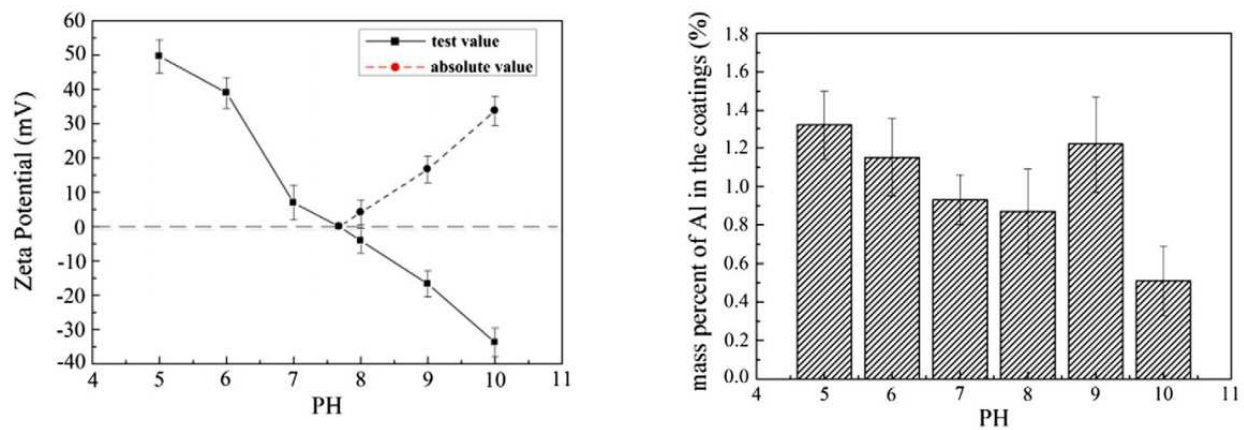 60
50
40
30
20
10
0
-10
-20
-30
-40
Zeta Potential (mV)
test value
absolute value
4 5 6 7 8 9 10 11
PH
1.8
1.6
1.4
1.2
1.0
0.8
0.6
0.4
0.2
0.0
mass percent of Al in the coatings (%)
4 5 6 7 8 9 10 11
PH